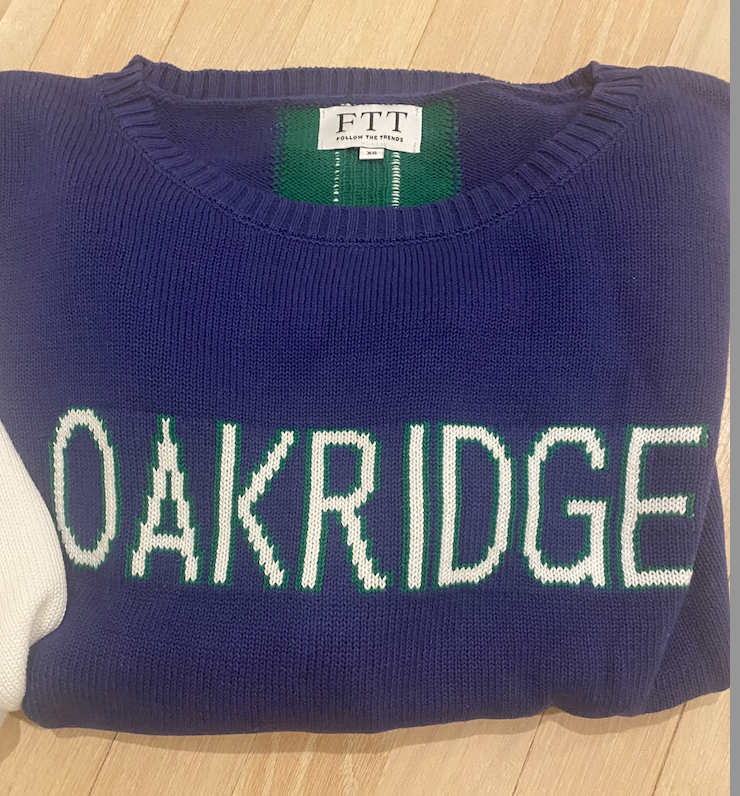 FTT
FOLLOW THE TRENDS
XS
OAKRIDGE